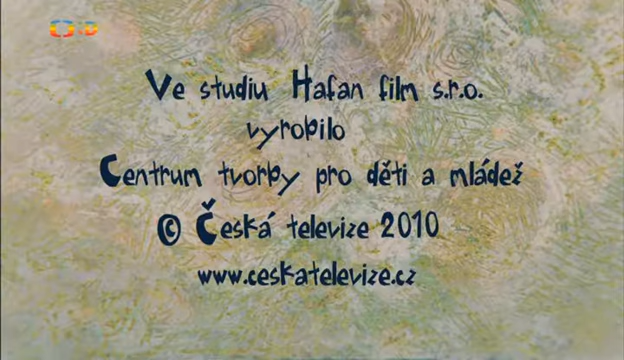 :D
Ve studiu Hafan film s.r.o.
vyrobilo
Centrum tvorby pro děti a mládež
© Česká televize 2010
www.ceskatelevize.cz